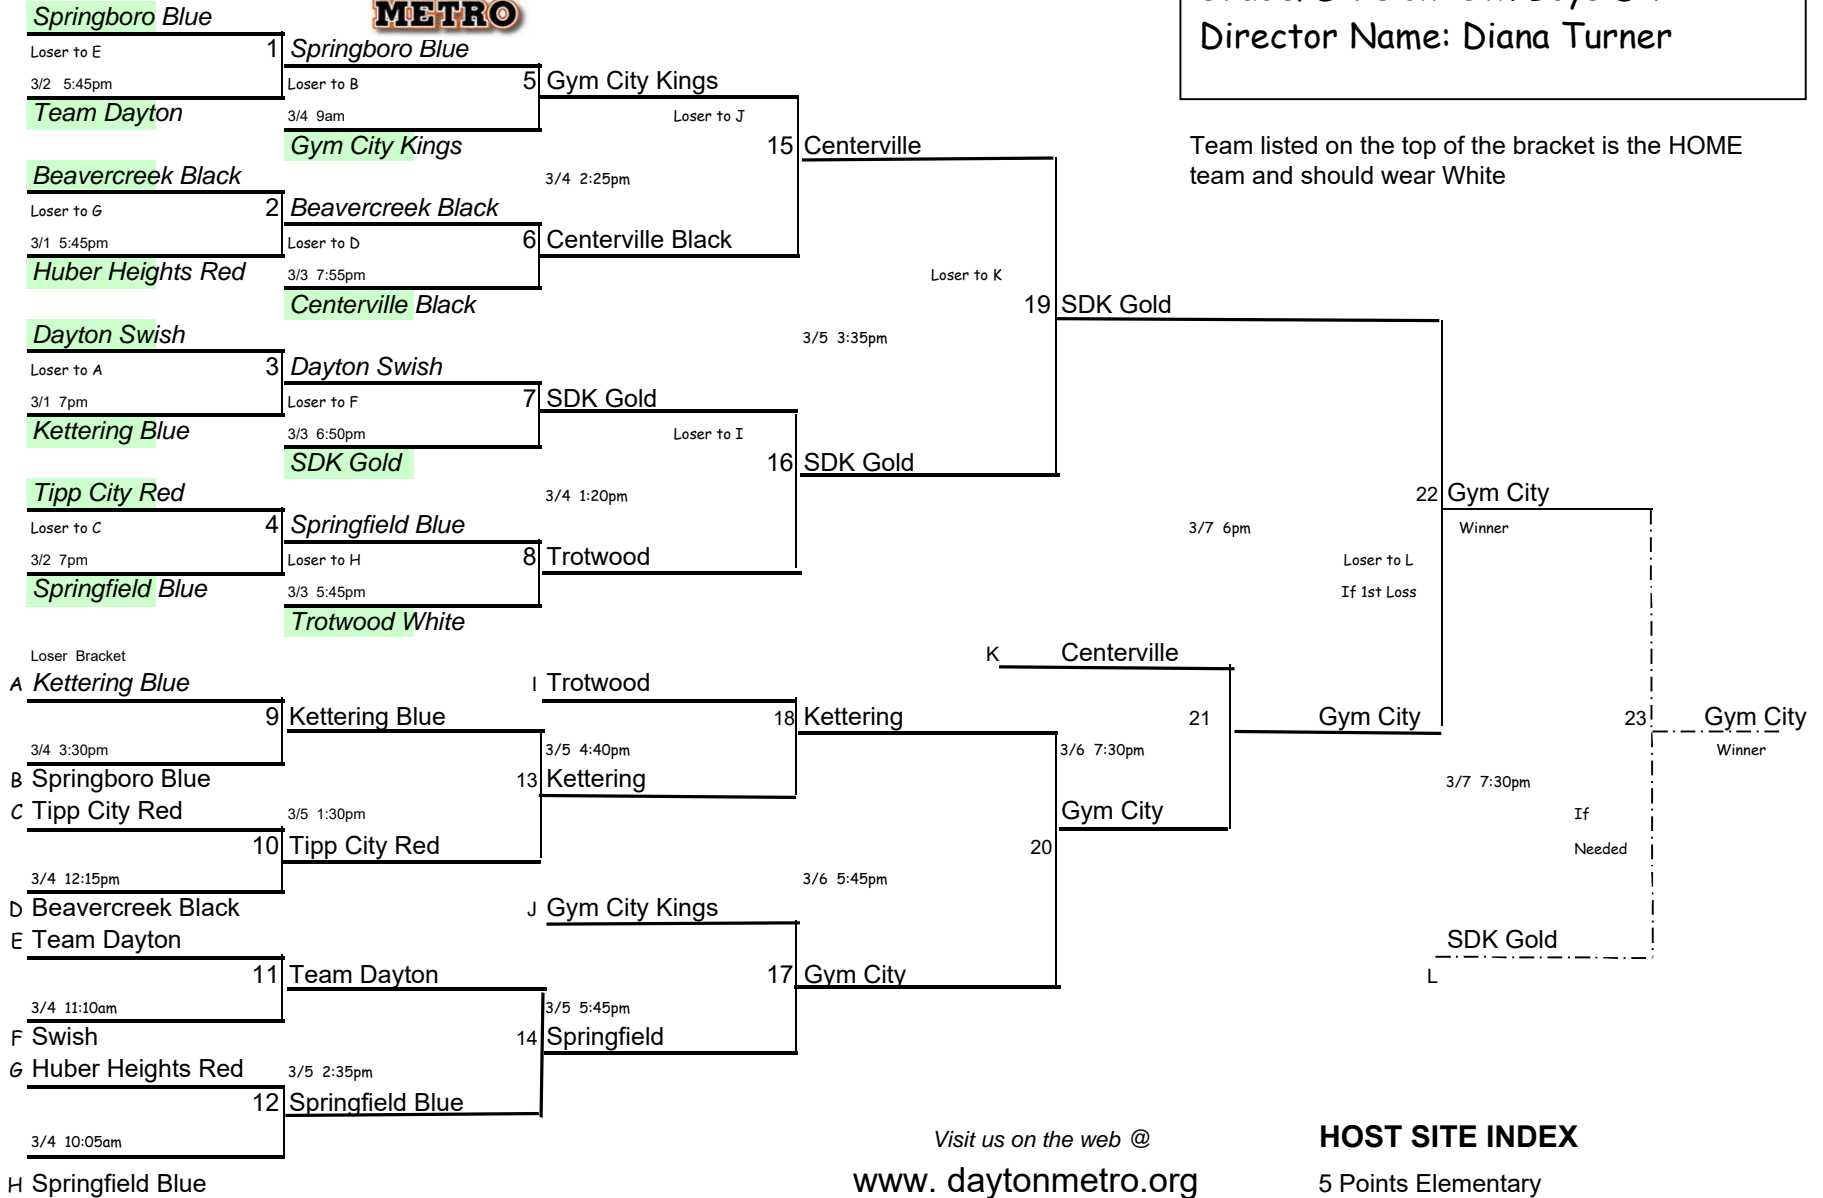 Springboro Blue
METRO
Director Name: Diana Turner
Loser to E
1
Springboro Blue
3/2 5:45pm
Loser to B
5
Gym City Kings
Team Dayton
3/4 9am
Loser to J
Gym City Kings
15
Centerville
Team listed on the top of the bracket is the HOME
team and should wear White
Beavercreek Black
3/4 2:25pm
Loser to G
2
Beavercreek Black
3/1 5:45pm
Loser to D
6
Centerville Black
Huber Heights Red
3/3 7:55pm
Loser to K
Centerville Black
19
SDK Gold
Dayton Swish
3/5 3:35pm
Loser to A
3
Dayton Swish
3/1 7pm
Loser to F
7
SDK Gold
Kettering Blue
3/3 6:50pm
Loser to I
SDK Gold
16
SDK Gold
Tipp City Red
3/4 1:20pm
22
Gym City
Loser to C
4
Springfield Blue
3/7 6pm
Winner
3/2 7pm
Loser to H
8
Trotwood
Loser to L
Springfield Blue
3/3 5:45pm
If 1st Loss
Trotwood White
Loser Bracket
K
Centerville
A
Kettering Blue
I
Trotwood
9
Kettering Blue
18
Kettering
21
Gym City
23
Gym City
3/4 3:30pm
3/5 4:40pm
3/6 7:30pm
Winner
B
Springboro Blue
13
Kettering
3/7 7:30pm
C
Tipp City Red
3/5 1:30pm
Gym City
If
10
Tipp City Red
20
Needed
3/4 12:15pm
3/6 5:45pm
D
Beavercreek Black
J
Gym City Kings
E
Team Dayton
SDK Gold
11
Team Dayton
17
Gym City
L
3/4 11:10am
3/5 5:45pm
F
Swish
14
Springfield
G
Huber Heights Red
3/5 2:35pm
12
Springfield Blue
3/4 10:05am
Visit us on the web @
HOST SITE INDEX
H
Springfield Blue
www. daytonmetro.org
5 Points Elementary